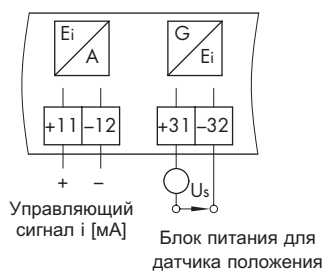 Ei
A
G
Ei
+11 –12
+31 –32
+ –
Us
Управляющий
сигнал i [мА]
Блок питания для
датчика положения